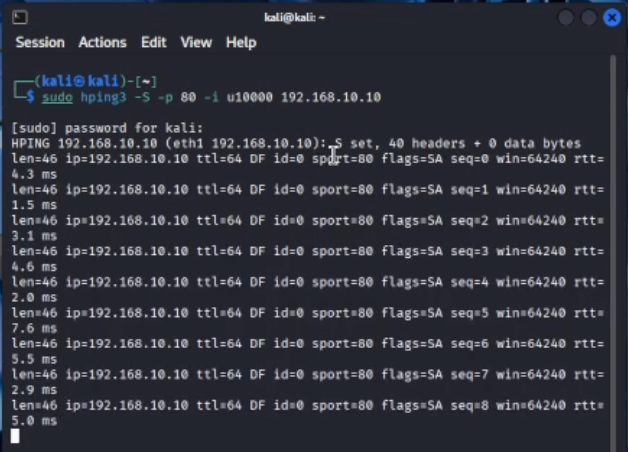 kali@kali: ~
Session Actions Edit View Help
┌──(kali㉿kali)-[~]
└─$ sudo hping3 -S -p 80 -i u10000 192.168.10.10
[sudo] password for kali:
HPING 192.168.10.10 (eth1 192.168.10.10): S set, 40 headers + 0 data bytes
len=46 ip=192.168.10.10 ttl=64 DF id=0 sport=80 flags=SA seq=0 win=64240 rtt=
4.3 ms
len=46 ip=192.168.10.10 ttl=64 DF id=0 sport=80 flags=SA seq=1 win=64240 rtt=
1.5 ms
len=46 ip=192.168.10.10 ttl=64 DF id=0 sport=80 flags=SA seq=2 win=64240 rtt=
3.1 ms
len=46 ip=192.168.10.10 ttl=64 DF id=0 sport=80 flags=SA seq=3 win=64240 rtt=
4.6 ms
len=46 ip=192.168.10.10 ttl=64 DF id=0 sport=80 flags=SA seq=4 win=64240 rtt=
2.0 ms
len=46 ip=192.168.10.10 ttl=64 DF id=0 sport=80 flags=SA seq=5 win=64240 rtt=
7.6 ms
len=46 ip=192.168.10.10 ttl=64 DF id=0 sport=80 flags=SA seq=6 win=64240 rtt=
5.5 ms
len=46 ip=192.168.10.10 ttl=64 DF id=0 sport=80 flags=SA seq=7 win=64240 rtt=
2.9 ms
len=46 ip=192.168.10.10 ttl=64 DF id=0 sport=80 flags=SA seq=8 win=64240 rtt=
5.0 ms